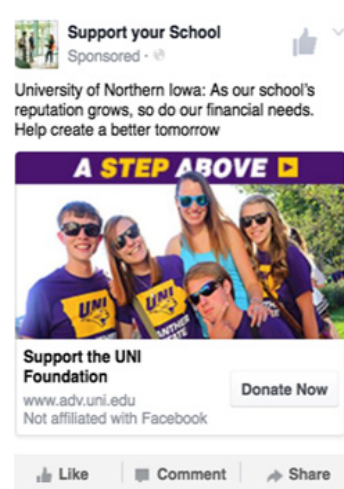 Support your School
Sponsored ·
University of Northern Iowa: As our school's
reputation grows, so do our financial needs.
Help create a better tomorrow
A STEP ABOVE
UNI
UNI
PANTHER
Support the UNI
Foundation
www.adv.uni.edu
Not affiliated with Facebook
Donate Now
Like
Comment
Share